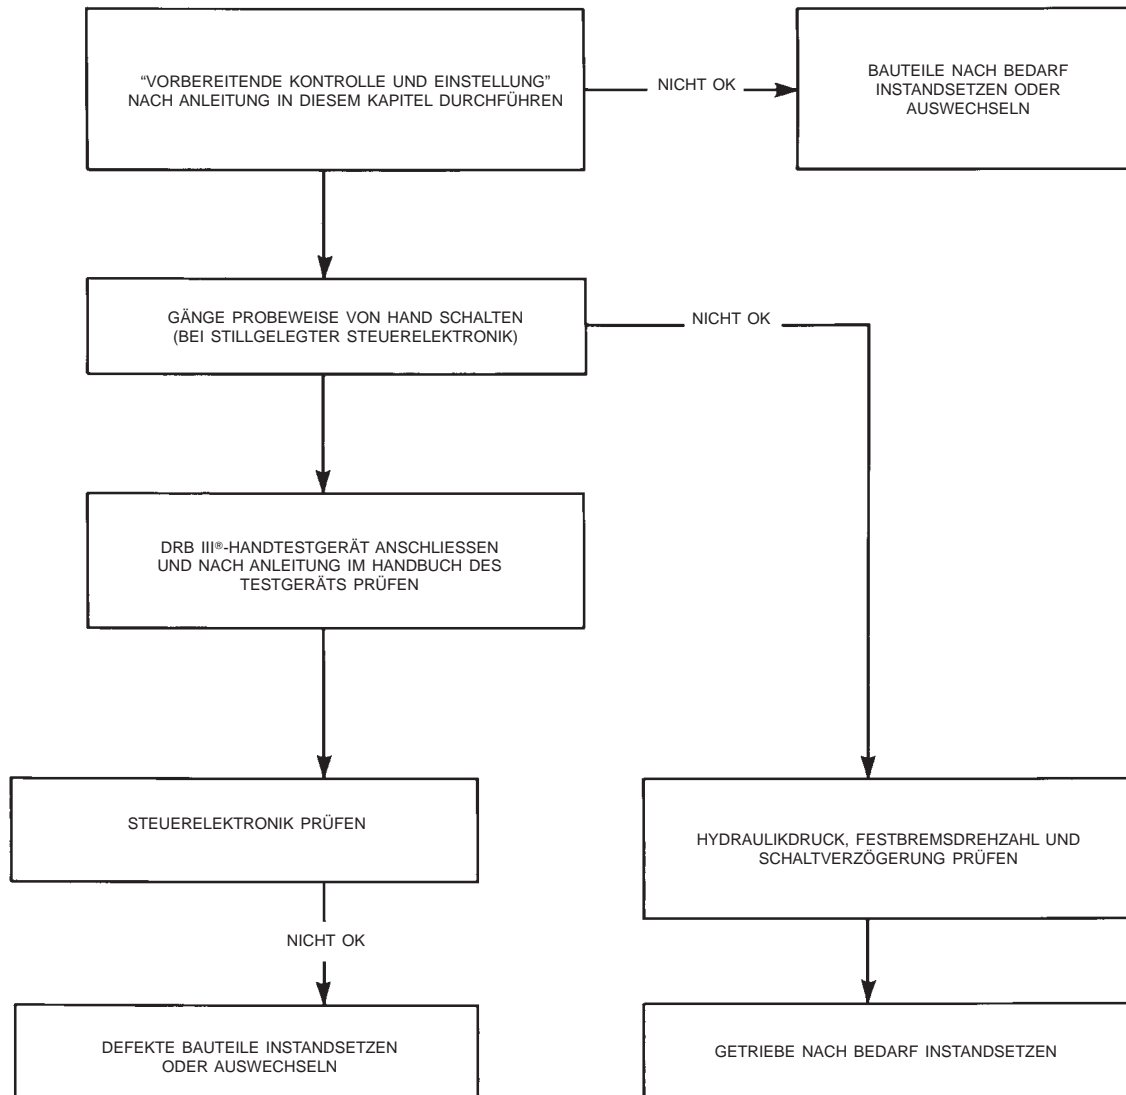 “VORBEREITENDE KONTROLLE UND EINSTELLUNG”
NACH ANLEITUNG IN DIESEM KAPITEL DURCHFÜHREN
NICHT OK
BAUTEILE NACH BEDARF
INSTANDSETZEN ODER
AUSWECHSELN
GÄNGE PROBEWEISE VON HAND SCHALTEN
(BEI STILLGELEGTER STEUERELEKTRONIK)
NICHT OK
DRB III®-HANDTESTGERÄT ANSCHLIESSEN
UND NACH ANLEITUNG IM HANDBUCH DES
TESTGERÄTS PRÜFEN
STEUERELEKTRONIK PRÜFEN
HYDRAULIKDRUCK, FESTBREMSDREHZAHL UND
SCHALTVERZÖGERUNG PRÜFEN
NICHT OK
DEFEKTE BAUTEILE INSTANDSETZEN
ODER AUSWECHSELN
GETRIEBE NACH BEDARF INSTANDSETZEN